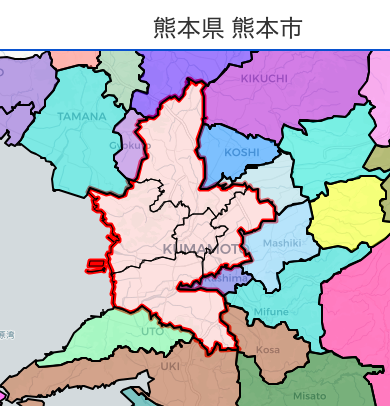 熊本県 熊本市
KIKUCHI
TAMANA
Gyokuto
KOSHI
KUMAMOTO
Mashiki
Kashima
Mifune
UTO
Kosa
UKI
Misato